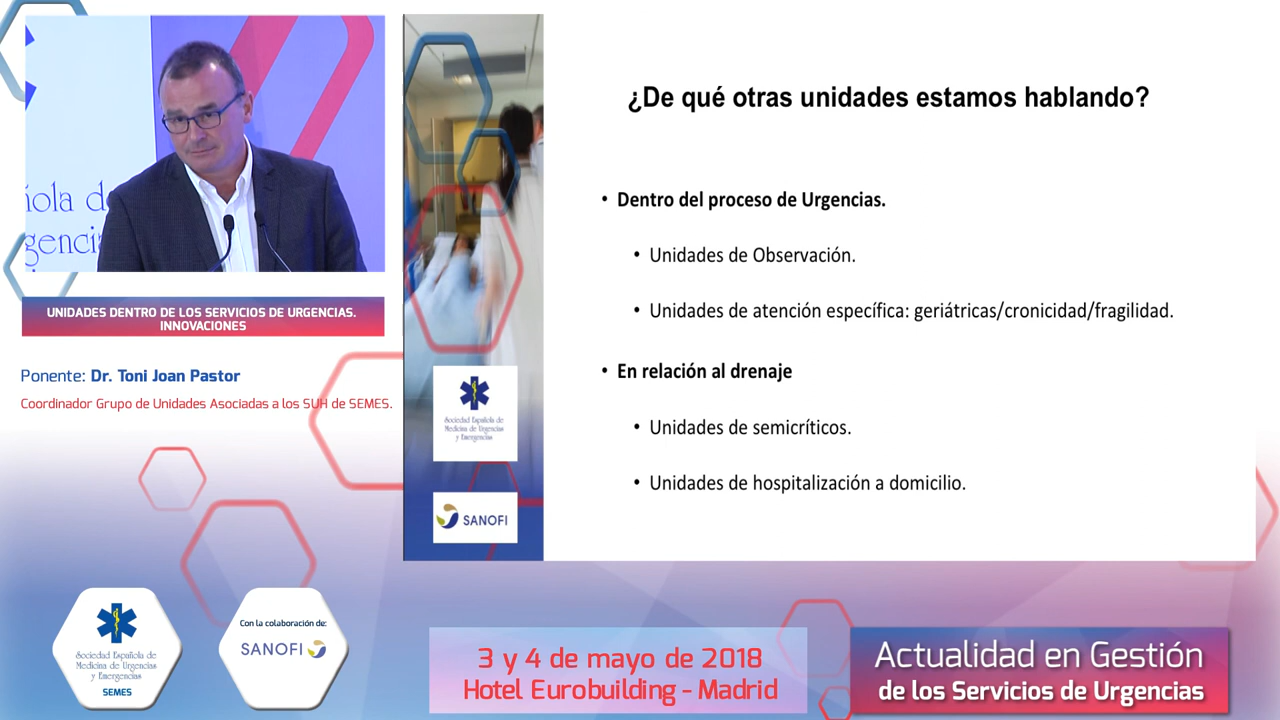 ñola de
gencia
UNIDADES DENTRO DE LOS SERVICIOS DE URGENCIAS.
INNOVACIONES
Ponente: Dr. Toni Joan Pastor
Coordinador Grupo de Unidades Asociadas a los SUH de SEMES.
Sociedad Española de
Medicina de Urgencias
y Emergencias
SANOFI
¿De qué otras unidades estamos hablando?
• Dentro del proceso de Urgencias.
• Unidades de Observación.
• Unidades de atención específica: geriátricas/cronicidad/fragilidad.
• En relación al drenaje
• Unidades de semicríticos.
• Unidades de hospitalización a domicilio.
Sociedad Española de
Medicina de Urgencias
y Emergencias
SEMES
Con la colaboración de:
SANOFI
3 y 4 de mayo de 2018
Hotel Eurobuilding - Madrid
Actualidad en Gestión
de los Servicios de Urgencias